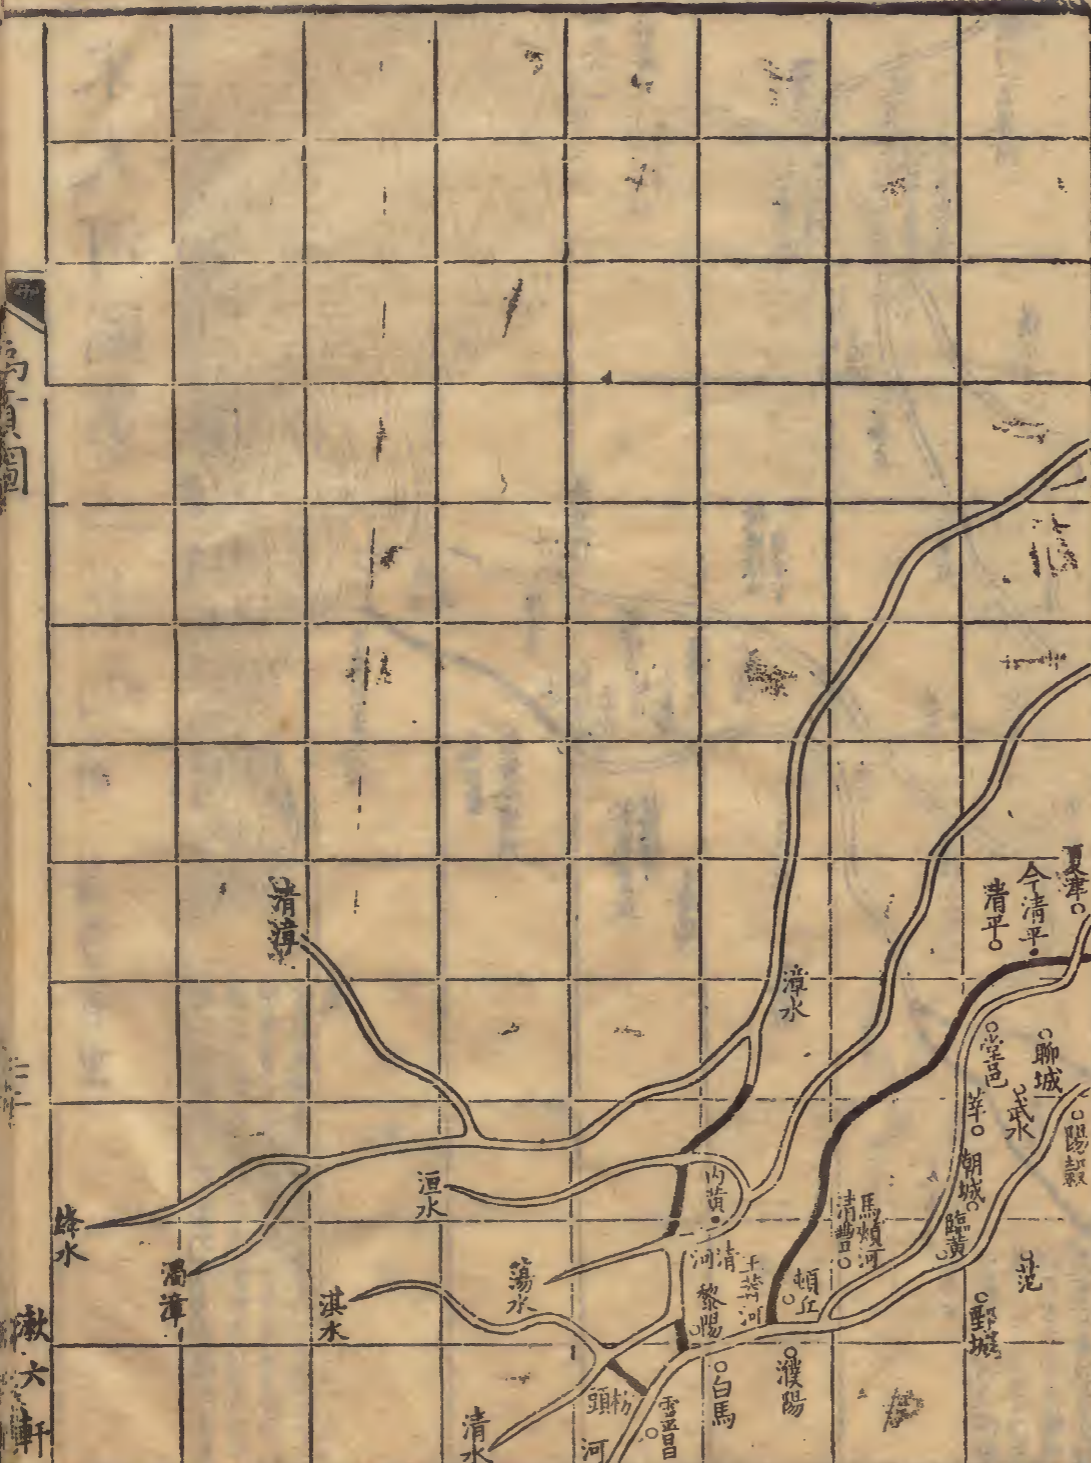 禹貢圖
漱六軒
夏津
今清平
清平
清漳
漳水
堂邑
聊城
莘
武水
陽穀
朝城
臨黃
洹水
內黃
馬頰河
清豐
絳水
濁漳
淇水
蕩水
清河
黎陽
王莽河
頓丘
范
鄄城
白馬
濮陽
枋頭
靈昌
清水
河